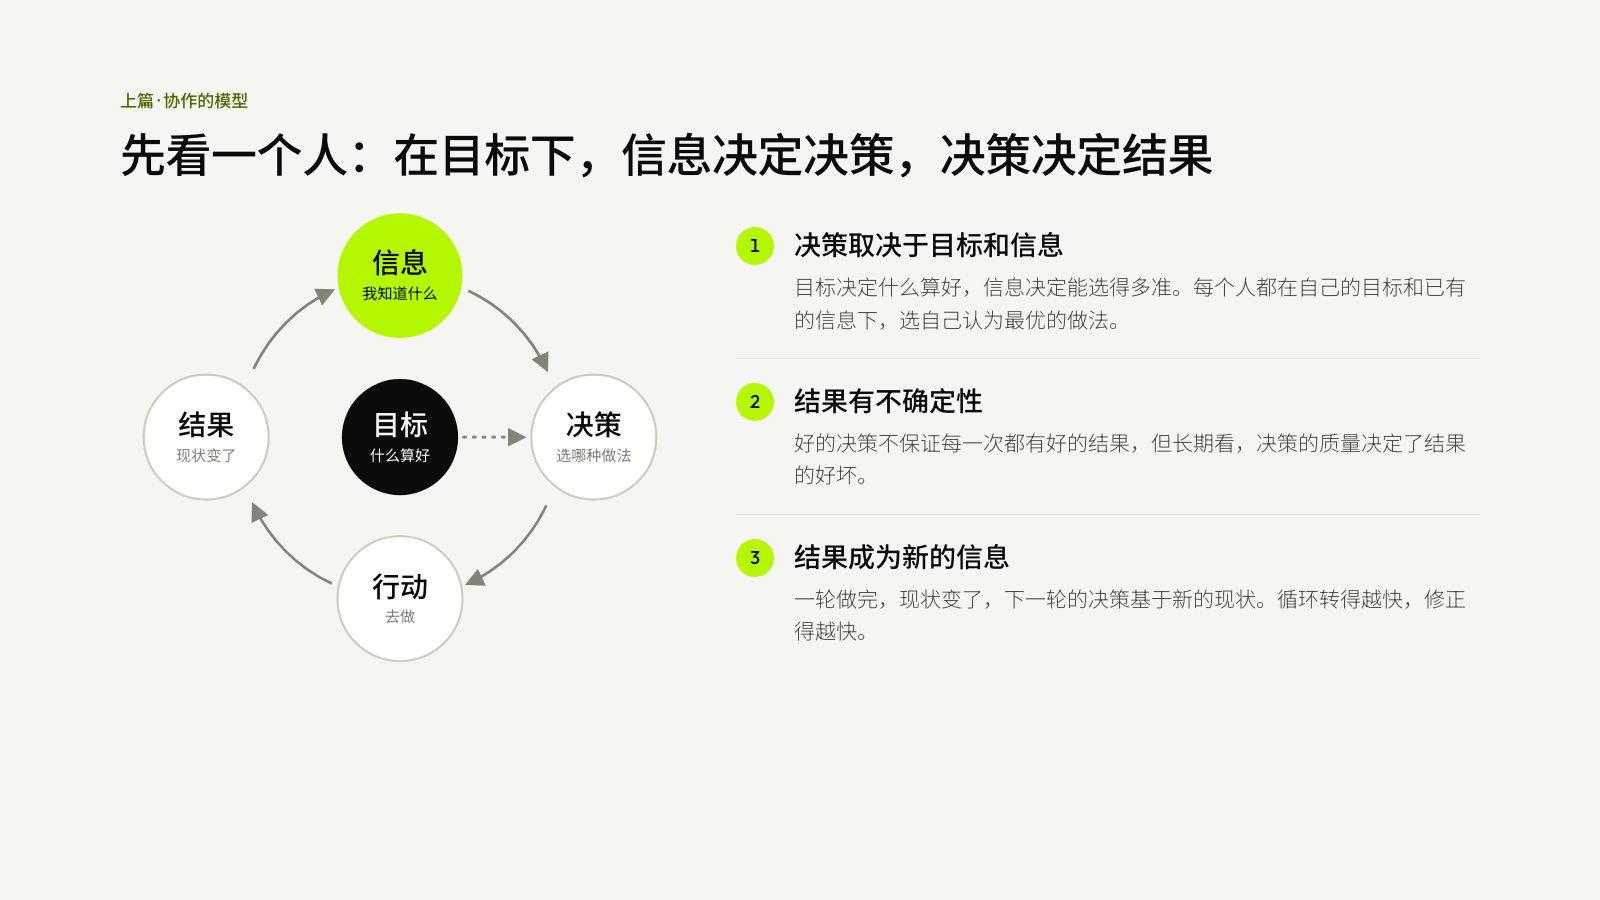 上篇·协作的模型
先看一个人：在目标下，信息决定决策，决策决定结果
信息
我知道什么
结果
现状变了
目标
什么算好
决策
选哪种做法
行动
去做
1
决策取决于目标和信息
目标决定什么算好，信息决定能选得多准。每个人都在自己的目标和已有
的信息下，选自己认为最优的做法。
2
结果有不确定性
好的决策不保证每一次都有好的结果，但长期看，决策的质量决定了结果
的好坏。
3
结果成为新的信息
一轮做完，现状变了，下一轮的决策基于新的现状。循环转得越快，修正
得越快。